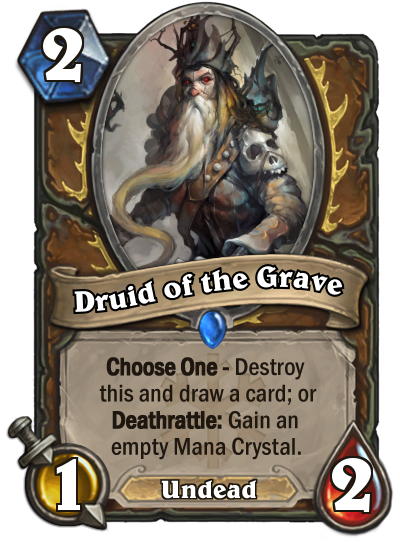 2
Druid of the Grave
Choose One - Destroy
this and draw a card; or
Deathrattle: Gain an
empty Mana Crystal.
1
Undead
2